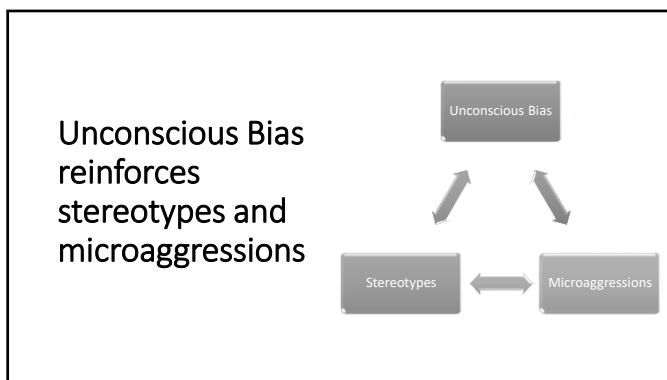 Unconscious Bias
reinforces
stereotypes and
microaggressions
Unconscious Bias
Stereotypes
Microaggressions